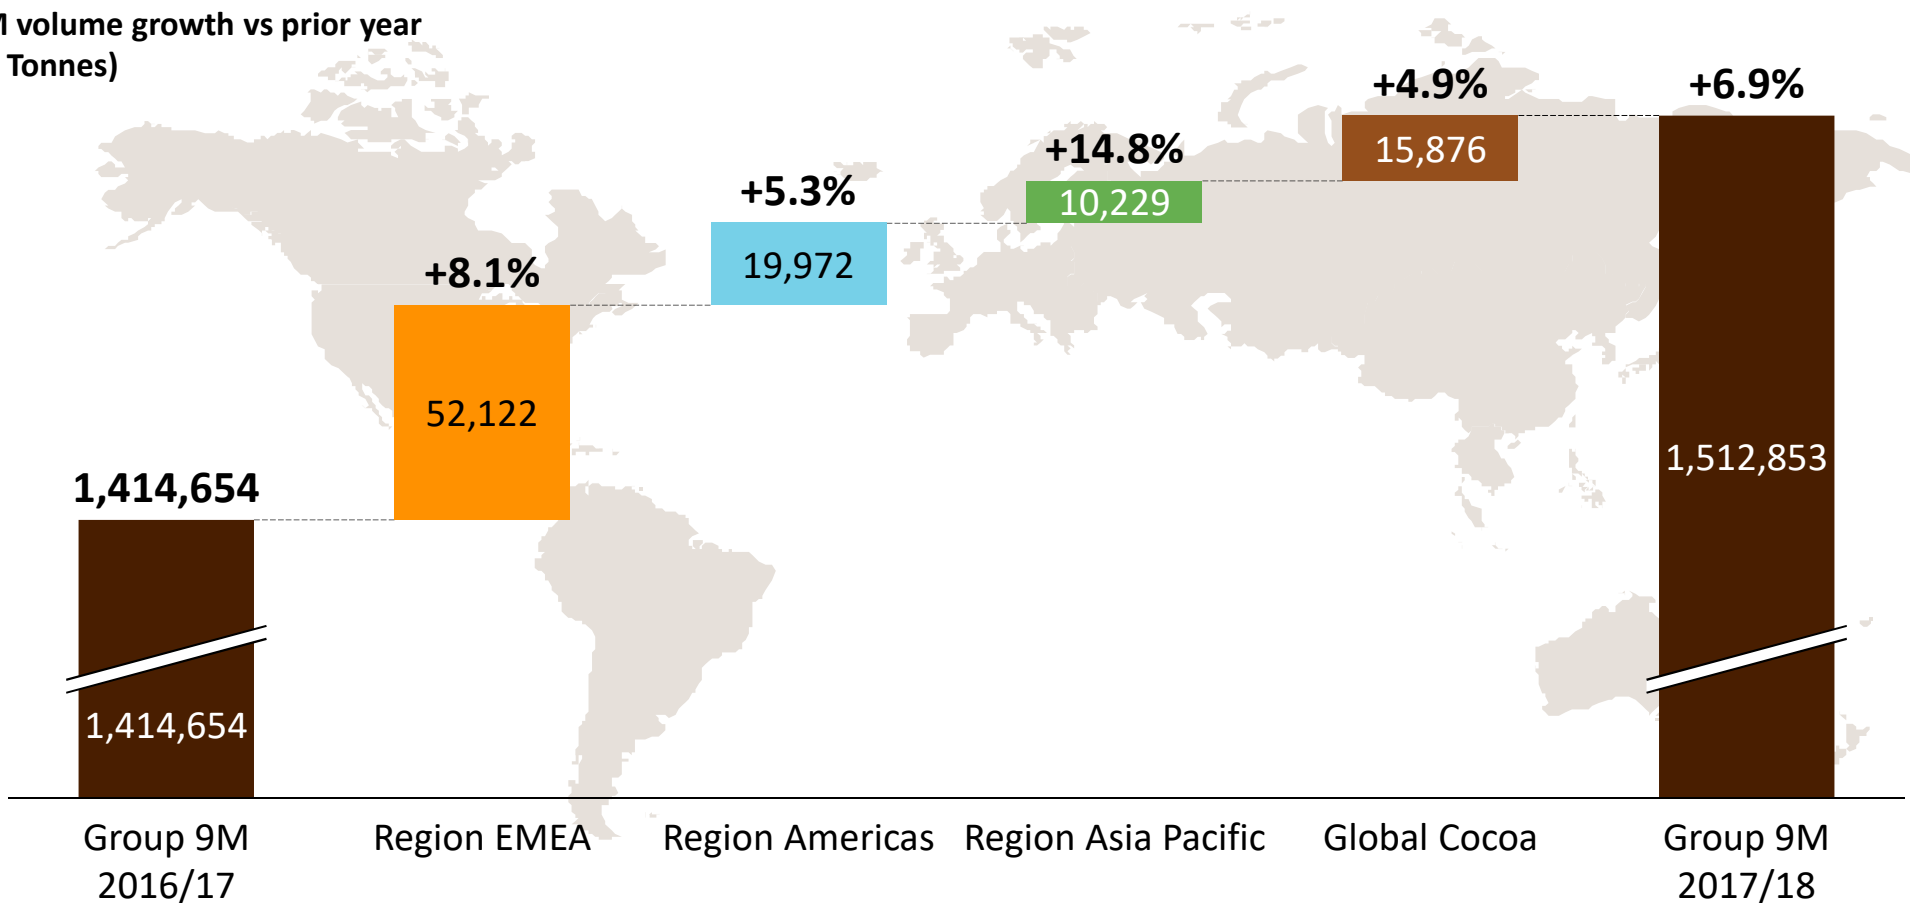 volume growth vs prior year
Tonnes)
+4.9%
+6.9%
+14.8%
15,876
+5.3%
10,229
+8.1%
19,972
52,122
1,512,853
1,414,654
1,414,654
Group 9M
2016/17
Region EMEA
Region Americas
Region Asia Pacific
Global Cocoa
Group 9M
2017/18